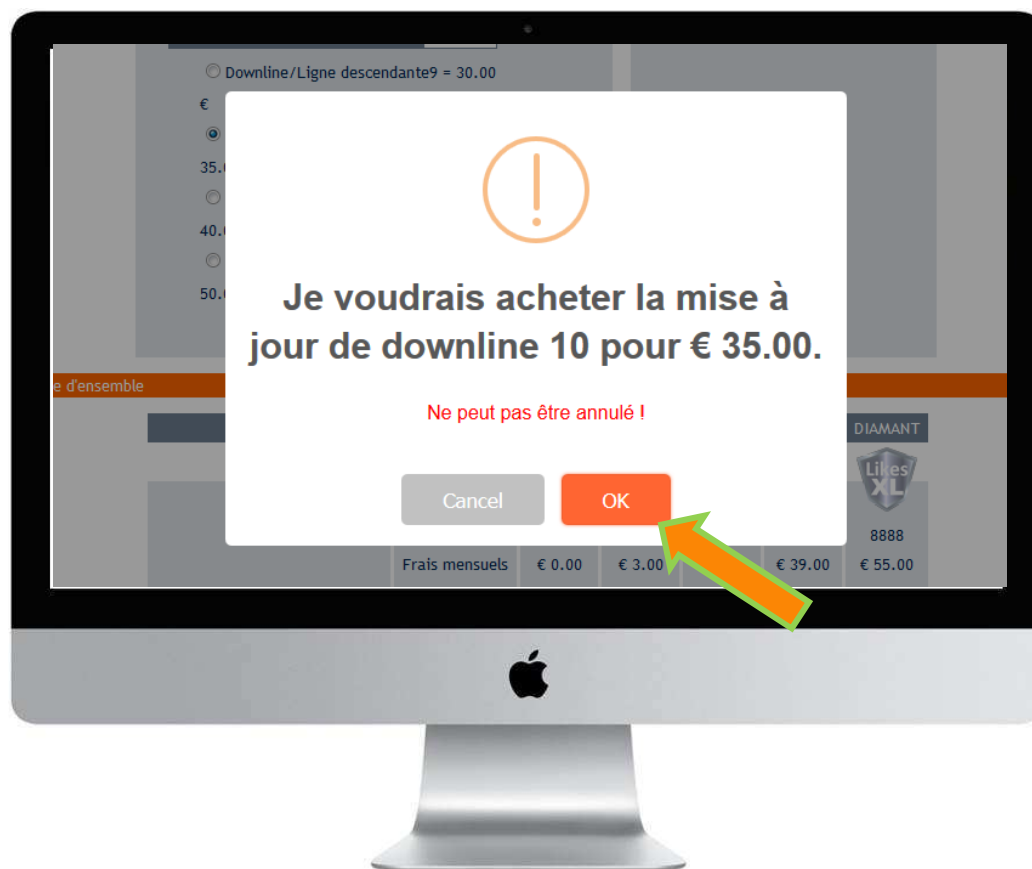 Downline/Ligne descendante9 = 30.00
€
35.0
40.0
50.0
Je voudrais acheter la mise à
jour de downline 10 pour € 35.00.
Ne peut pas être annulé !
Cancel
OK
e d'ensemble
DIAMANT
Likes
XL
8888
Frais mensuels € 0.00 € 3.00 € 39.00 € 55.00